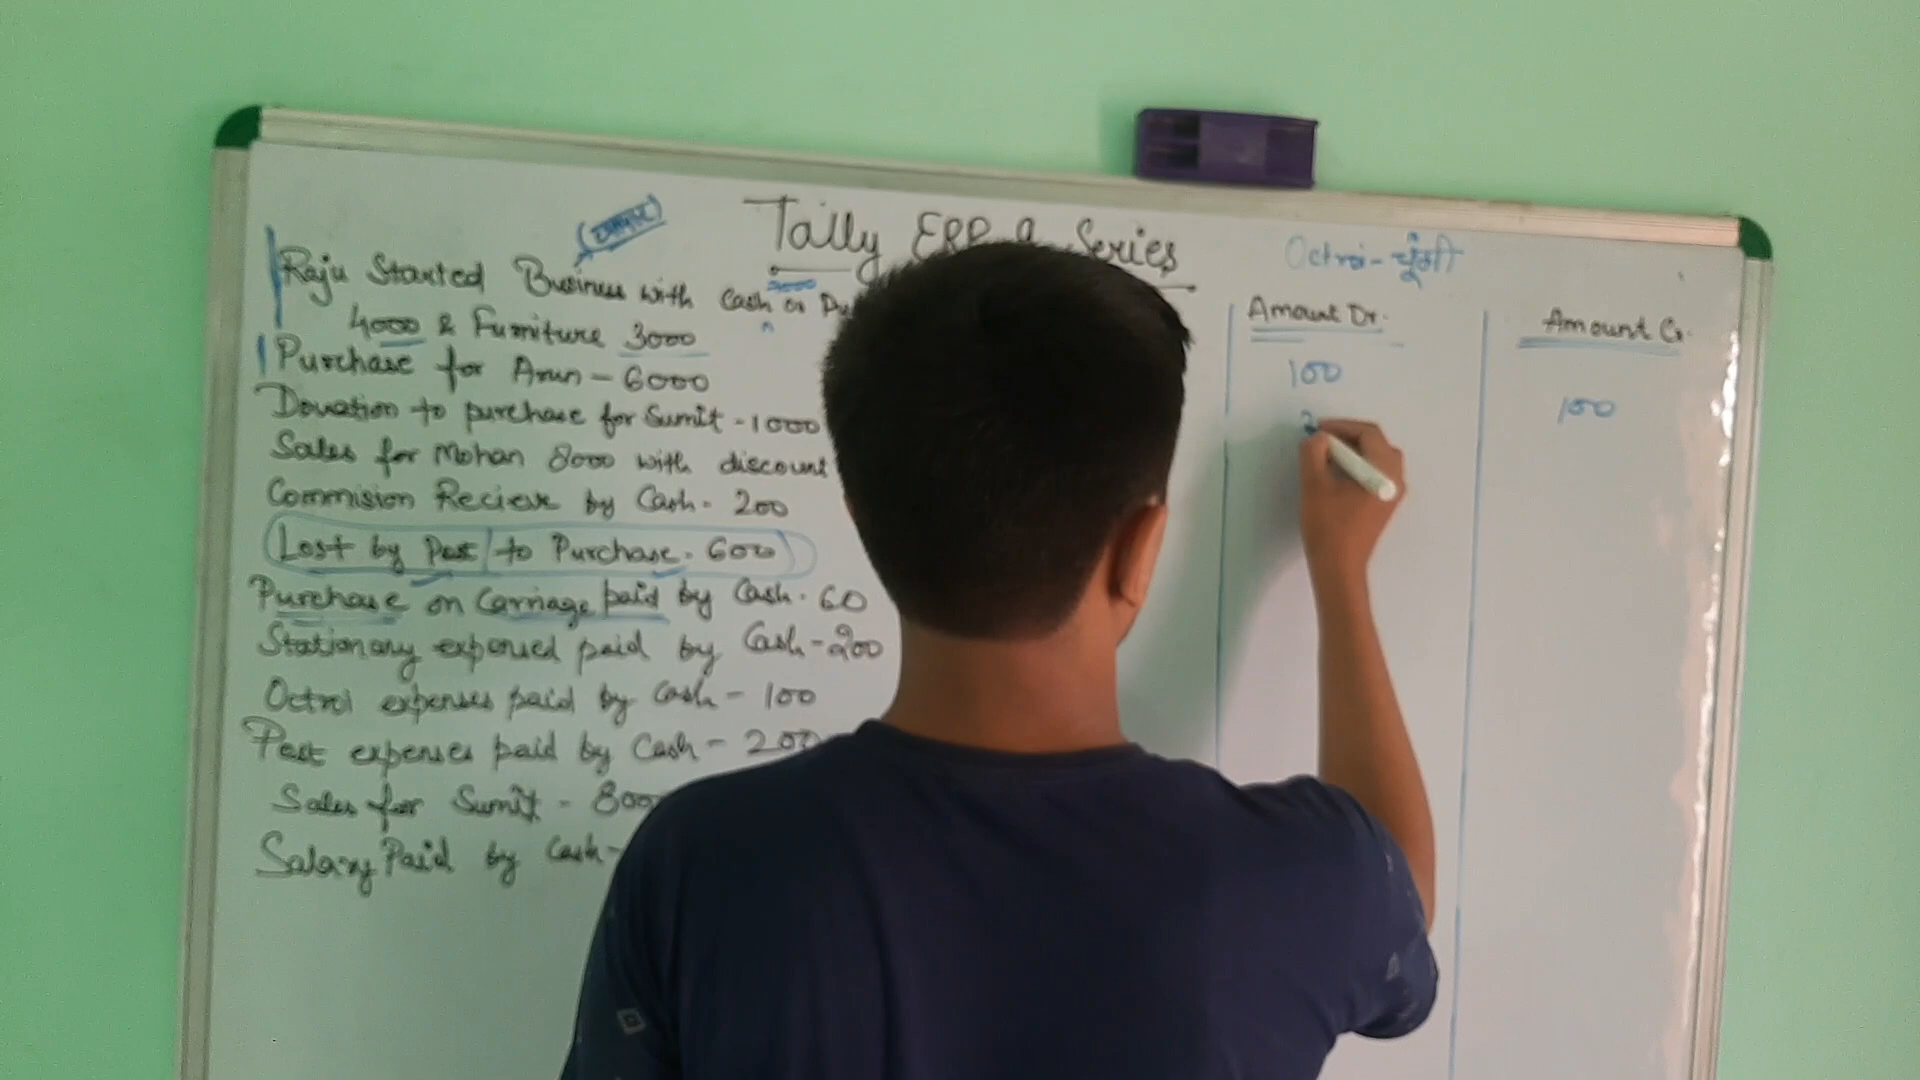 Tally ERP 9 Series
Octroi - चुंगी
(व्यापार)
Raju Started Business with Cash or
4000 & Furniture 3000
Purchase for Arun - 6000
Donation to purchase for Sumit - 1000
Sales for Mohan 8000 with discount
Commision Recieve by Cash - 200
Lost by Post to Purchase - 600
Purchase on Carriage paid by Cash - 60
Stationary expensed paid by Cash - 200
Octroi expenses paid by Cash - 100
Post expenses paid by Cash - 200
Sales for Sumit - 800
Salary Paid by Cash -
Amount Dr.
100
2
Amount Cr.
100